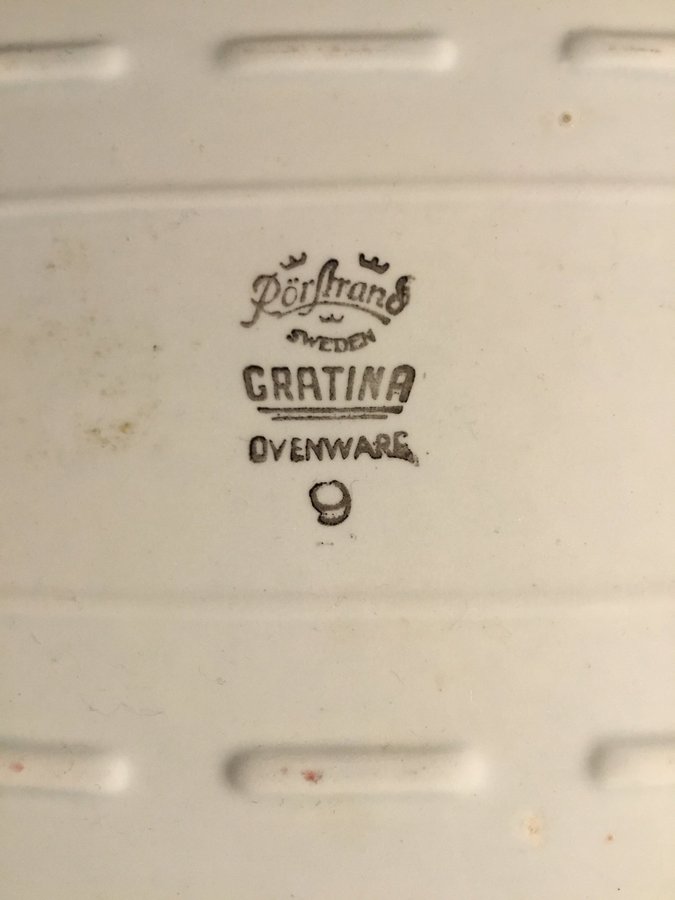 Rörstrand
SWEDEN
GRATINA
OVENWARE
9